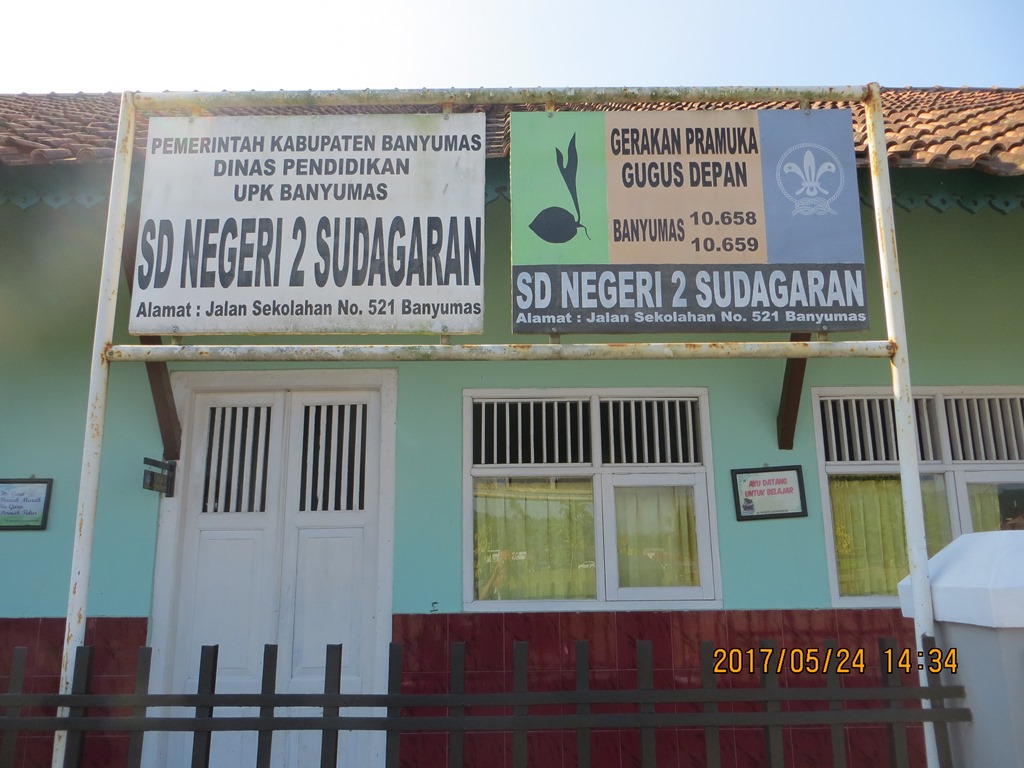 PEMERINTAH KABUPATEN BANYUMAS
DINAS PENDIDIKAN
UPK BANYUMAS
SD NEGERI 2 SUDAGARAN
Alamat : Jalan Sekolahan No. 521 Banyumas
GERAKAN PRAMUKA
GUGUS DEPAN
BANYUMAS 10.658
10.659
SD NEGERI 2 SUDAGARAN
Alamat : Jalan Sekolahan No. 521 Banyumas
AYO DATANG
UNTUK BELAJAR
2017/05/24 14:34